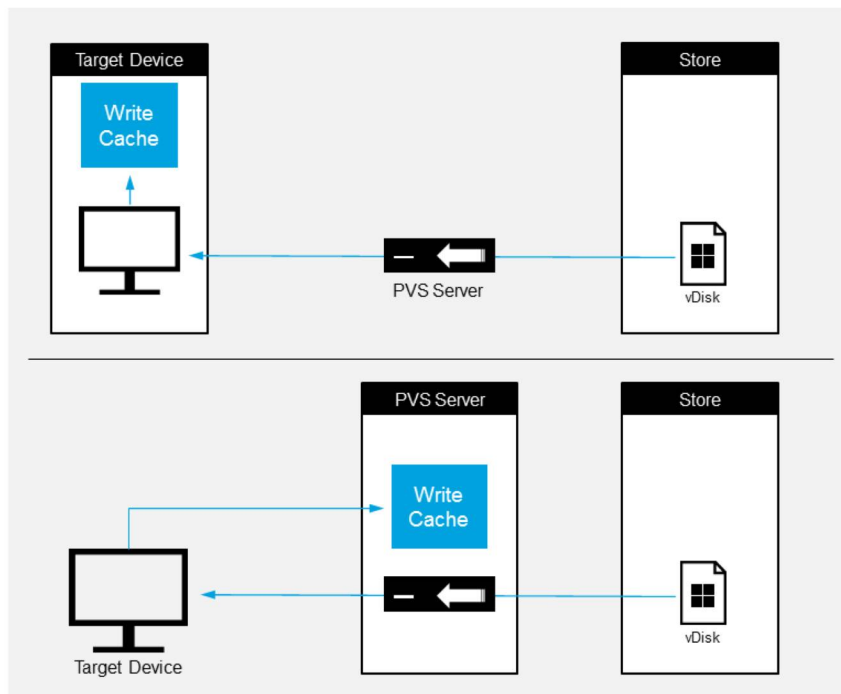 Target Device
Store
Write
Cache
PVS Server
vDisk
PVS Server
Store
Write
Cache
vDisk
Target Device